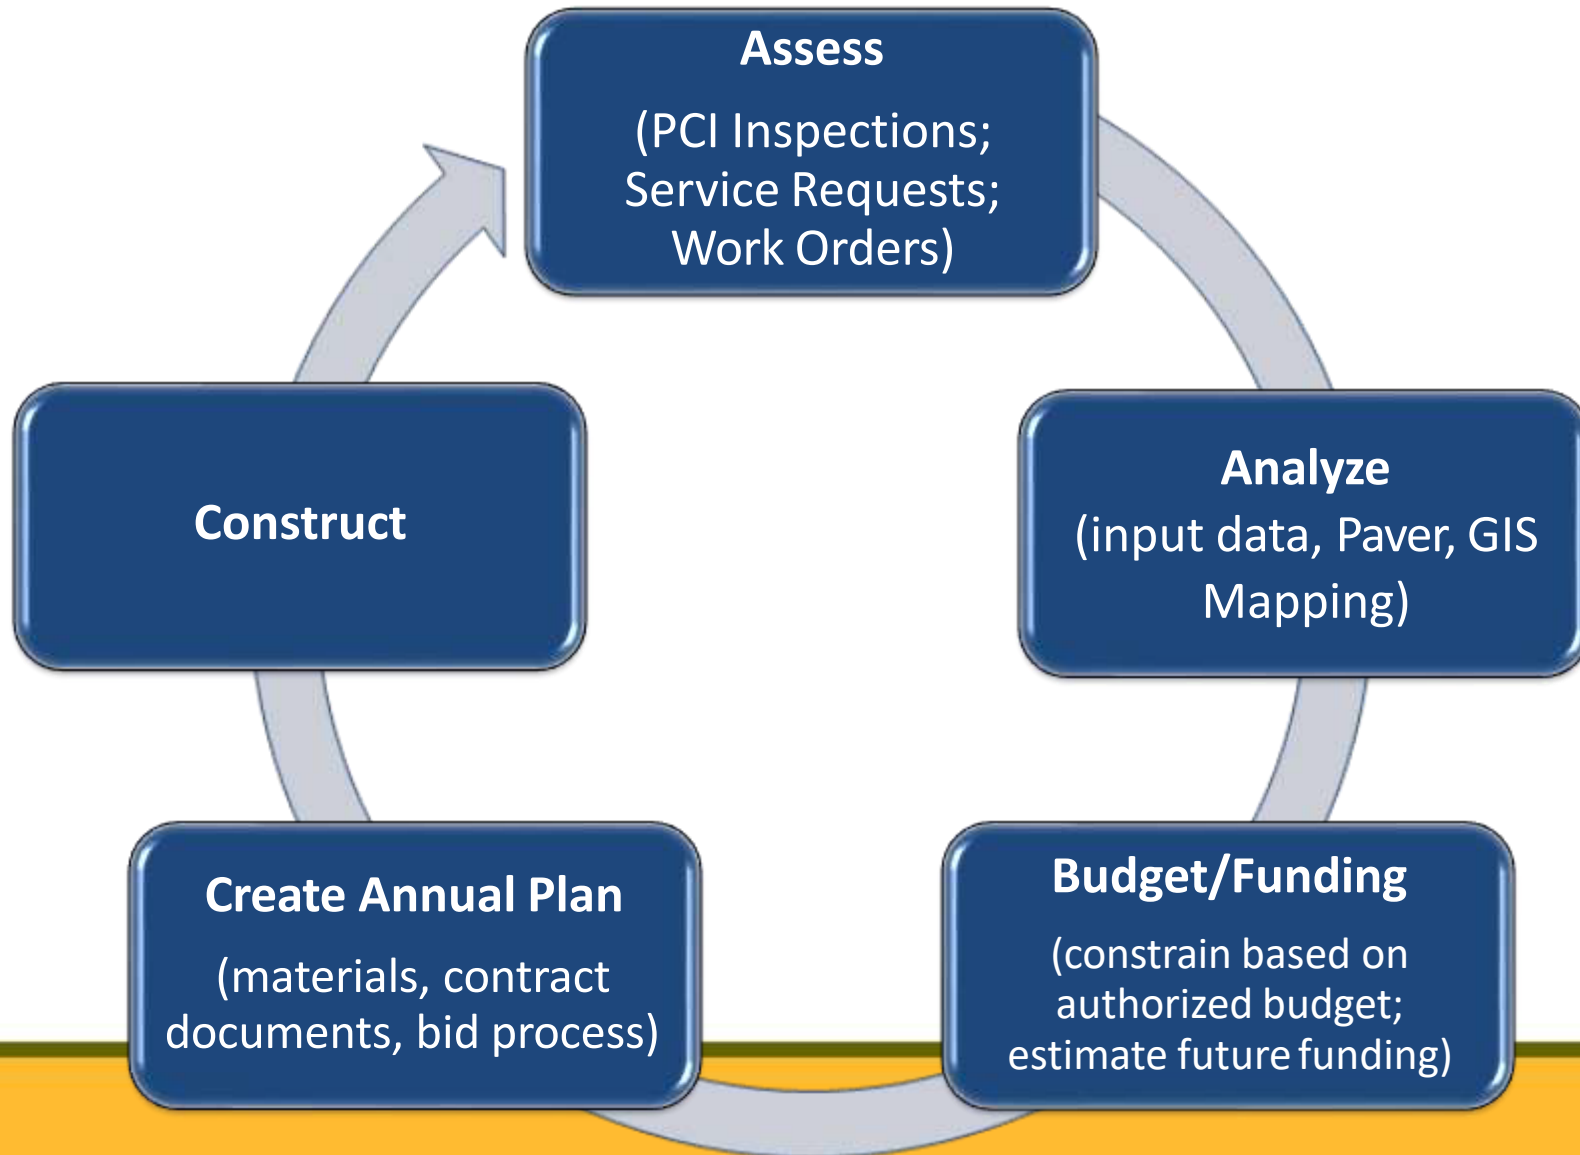 Assess
(PCI Inspections;
Service Requests;
Work Orders)
Analyze
(input data, Paver, GIS
Mapping)
Budget/Funding
(constrain based on
authorized budget;
estimate future funding)
Create Annual Plan
(materials, contract
documents, bid process)
Construct